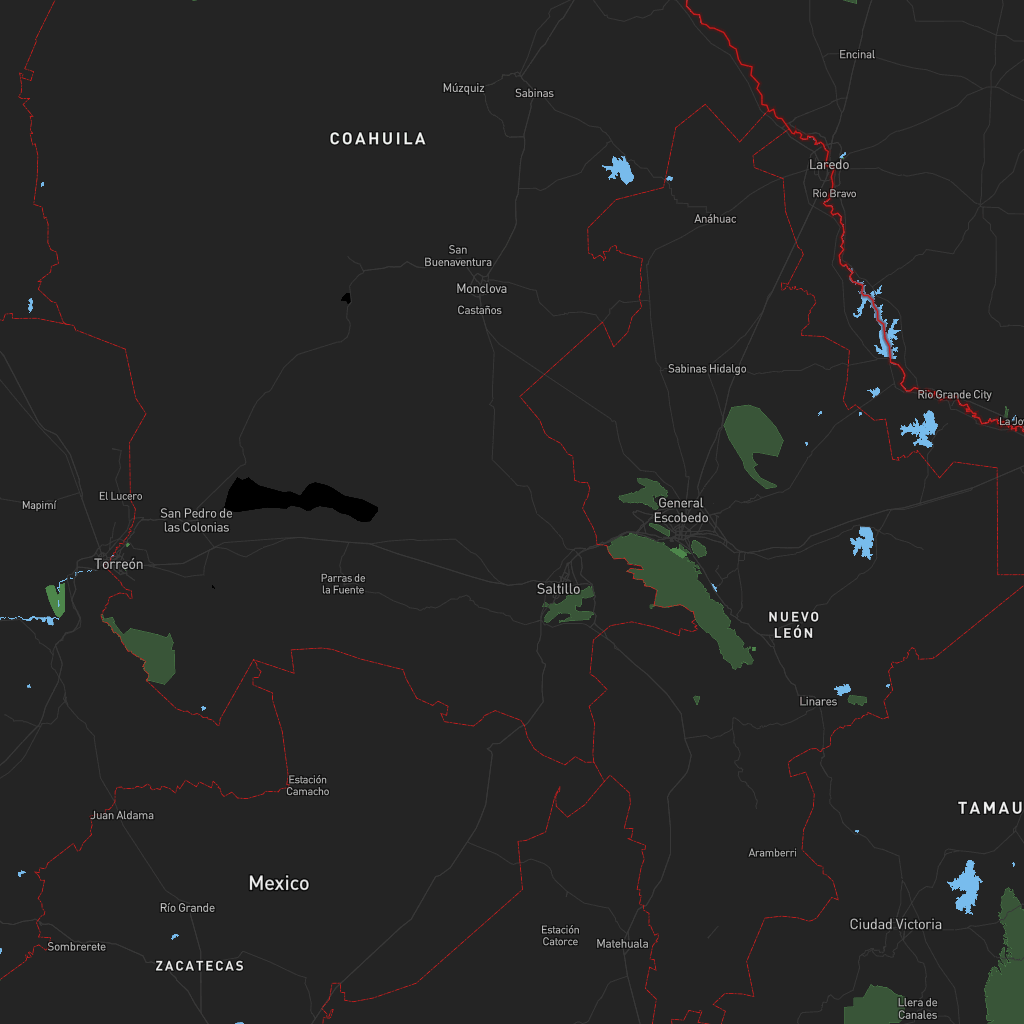 Encinal
Múzquiz
Sabinas
COAHUILA
Laredo
Rio Bravo
Anáhuac
San
Buenaventura
Monclova
Castaños
Sabinas Hidalgo
Rio Grande City
La Jo
El Lucero
Mapimí
San Pedro de
las Colonias
General
Escobedo
Torreón
Parras de
la Fuente
Saltillo
NUEVO
LEÓN
Linares
Estación
Camacho
Juan Aldama
TAMAU
Aramberri
Mexico
Río Grande
Ciudad Victoria
Estación
Catorce
Matehuala
Sombrerete
ZACATECAS
Llera de
Canales